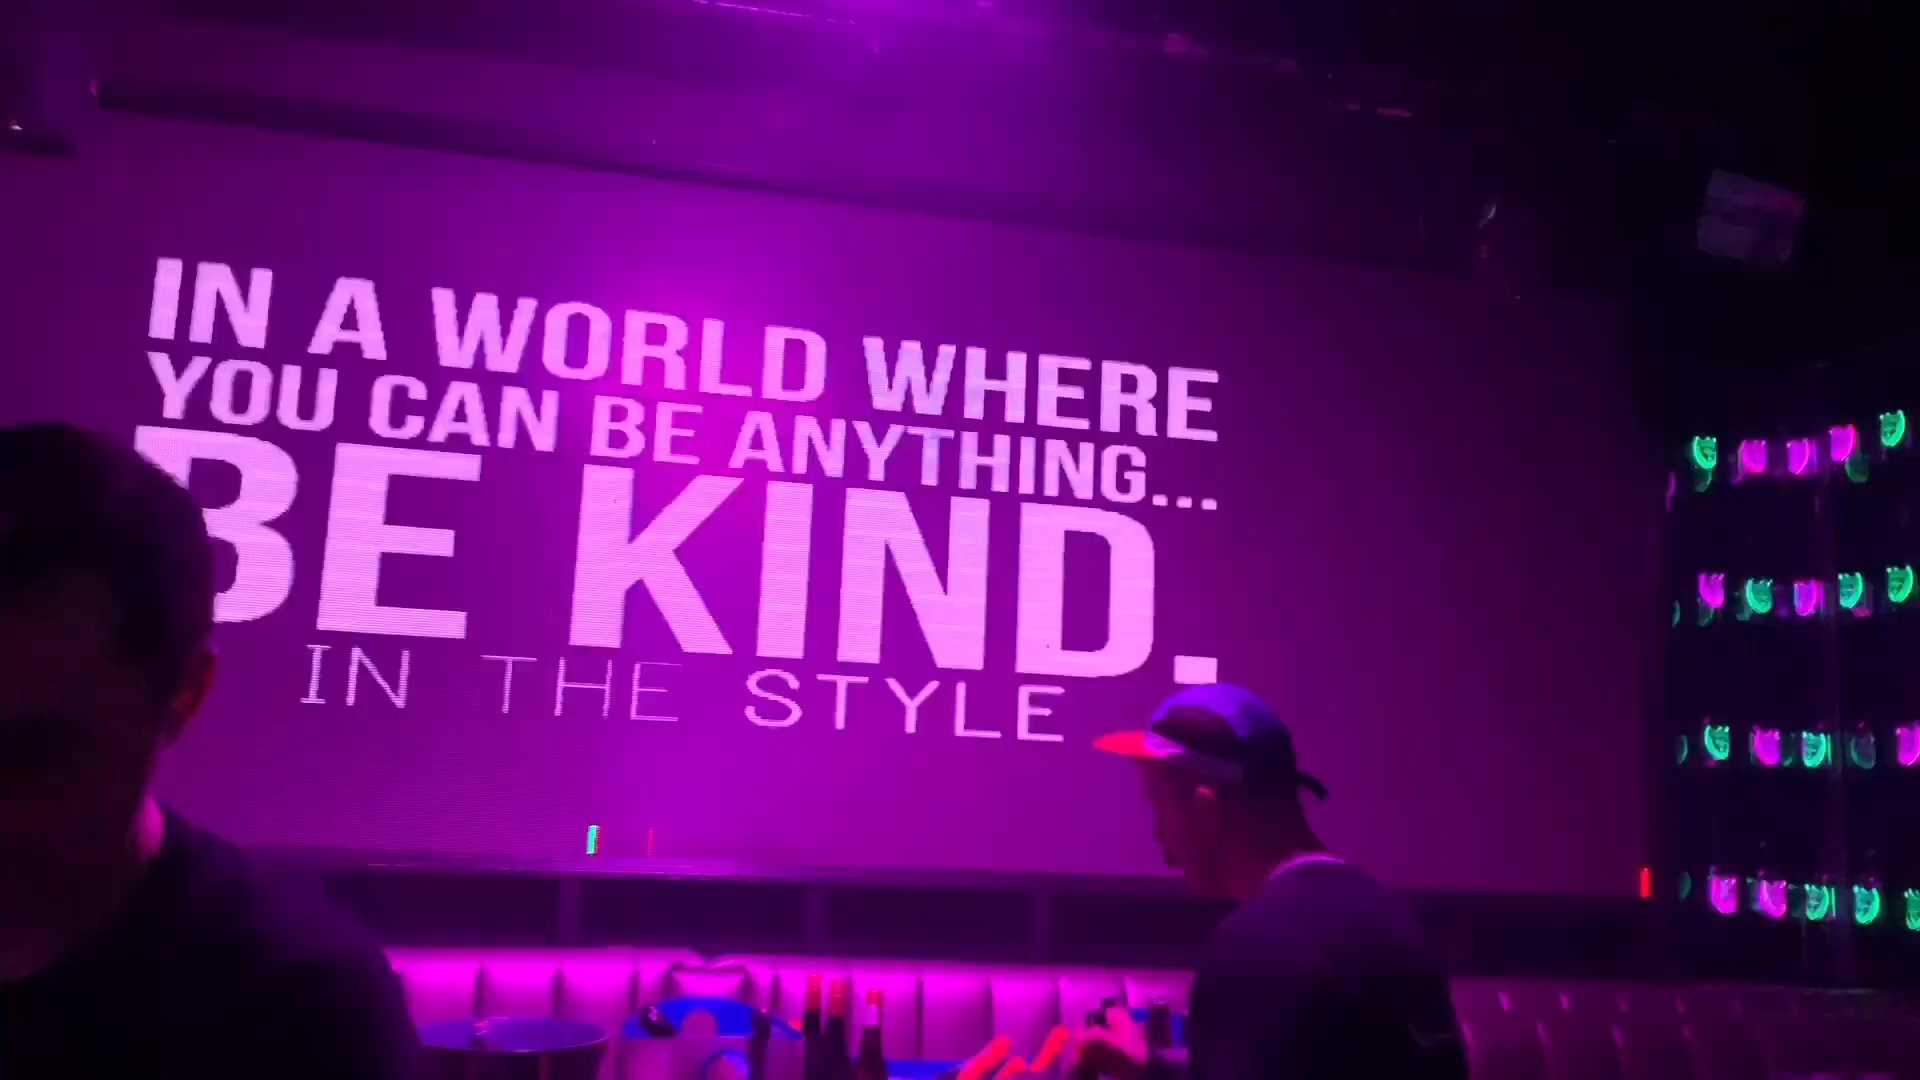 IN A WORLD WHERE
YOU CAN BE ANYTHING...
BE KIND.
IN THE STYLE